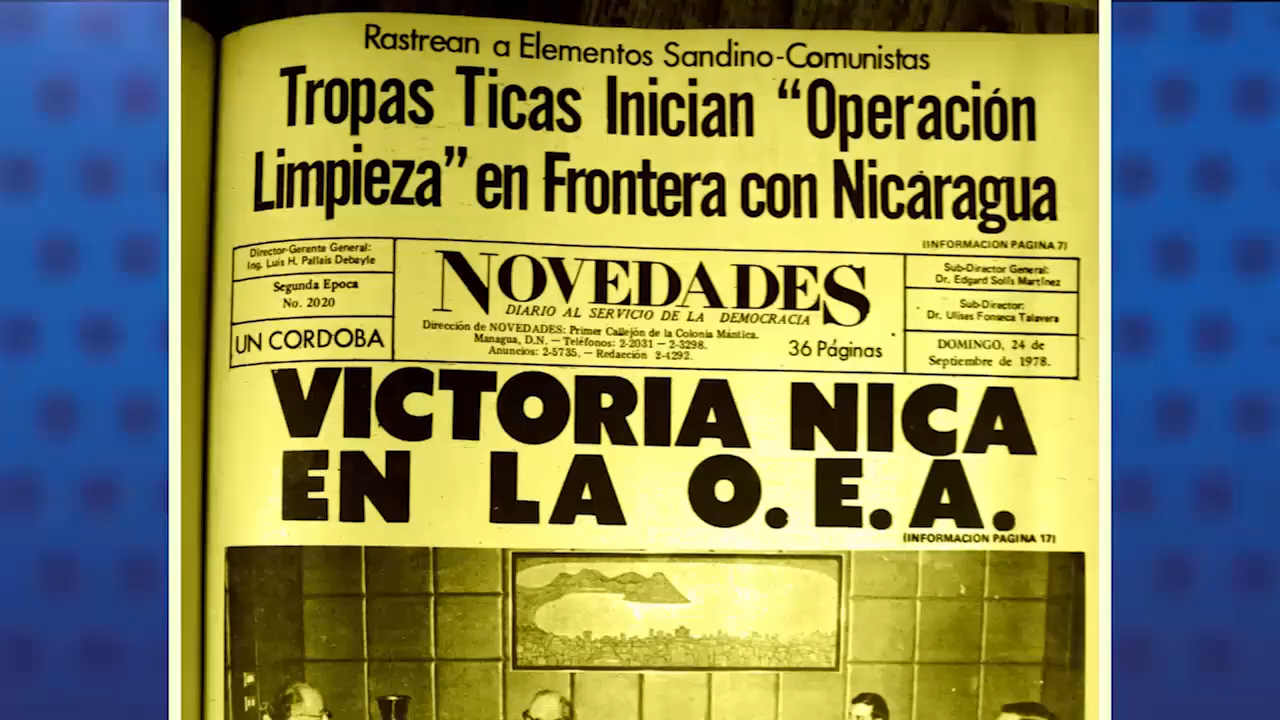 Rastrean a Elementos Sandino-Comunistas
Tropas Ticas Inician “Operación
Limpieza” en Frontera con Nicaragua
(INFORMACION PAGINA 7)
Director-Gerente General:
Ing. Luis H. Pallais Debayle
Segunda Epoca
No. 2020
UN CORDOBA
NOVEDADES
DIARIO AL SERVICIO DE LA DEMOCRACIA
Dirección de NOVEDADES: Primer Callejón de la Colonia Mántica.
Managua, D.N. — Teléfonos: 2-2031 — 2-3298.
Anuncios: 2-5735. — Redacción 2-4292.
36 Páginas
Sub-Director General:
Dr. Edgard Solís Martínez
Sub-Director:
Dr. Ulises Fonseca Talavera
DOMINGO, 24 de
Septiembre de 1978.
VICTORIA NICA
EN LA O.E.A.
(INFORMACION PAGINA 17)